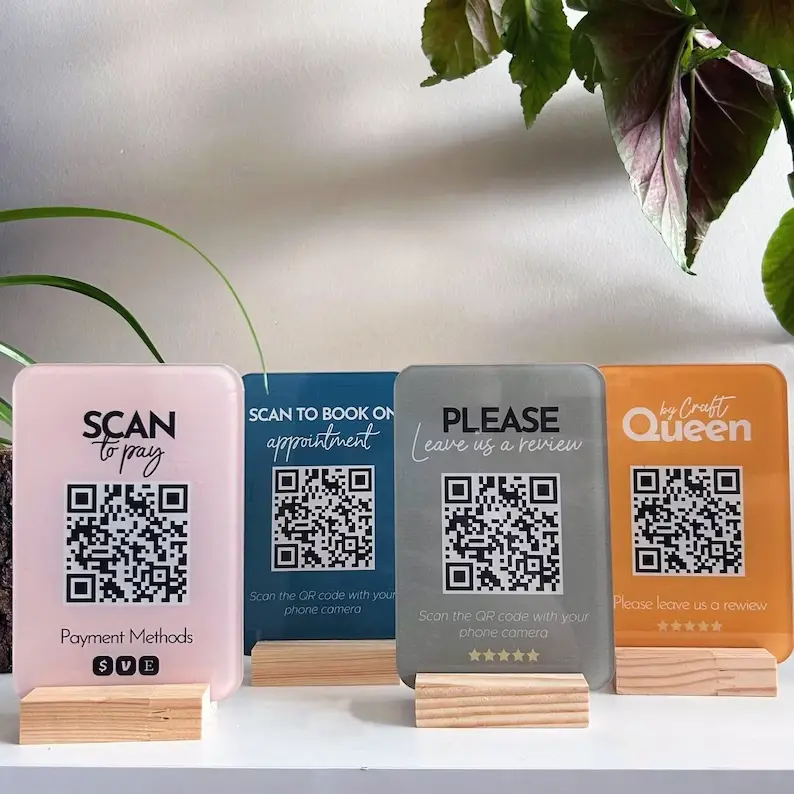 SCAN
to pay
Payment Methods
$ V E
SCAN TO BOOK ON
appointment
Scan the QR code with your
phone camera
PLEASE
Leave us a review
Scan the QR code with your
phone camera
by Craft
Queen
Please leave us a rewiew